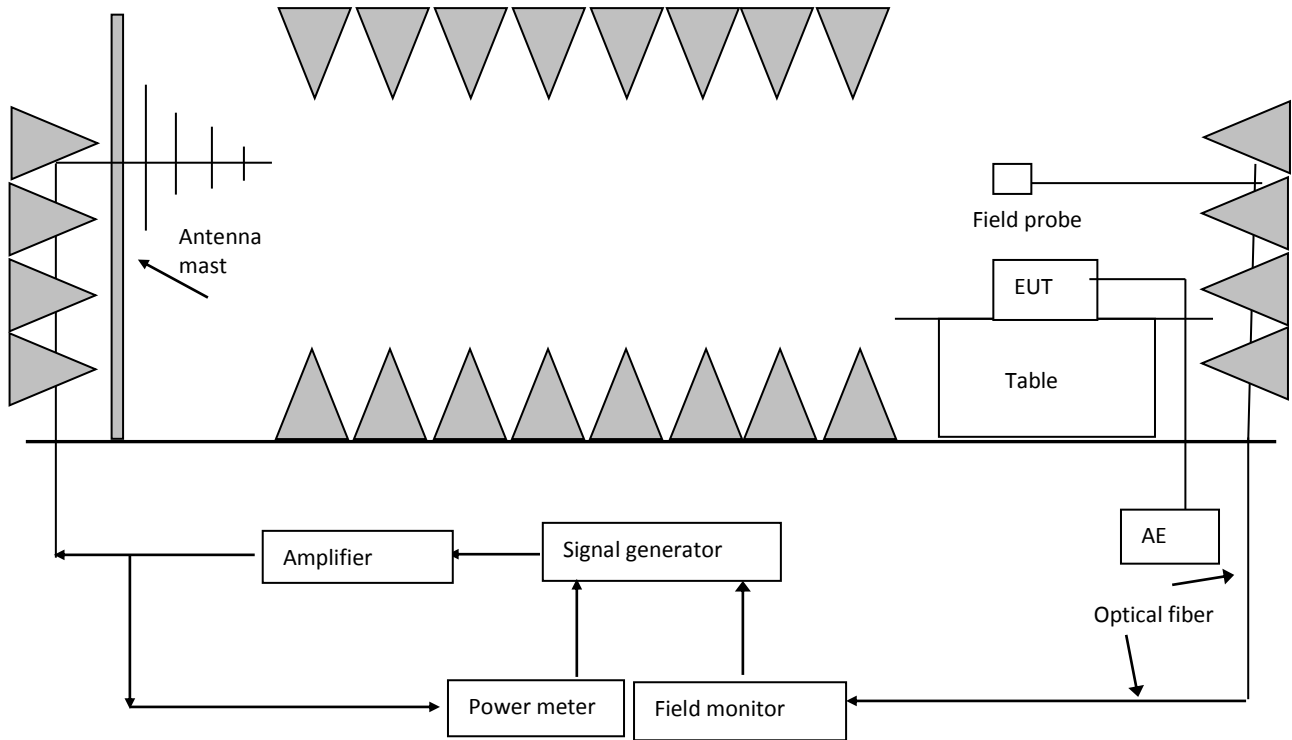 Antenna
mast
Field probe
EUT
Table
Amplifier
Signal generator
AE
Optical fiber
Power meter
Field monitor